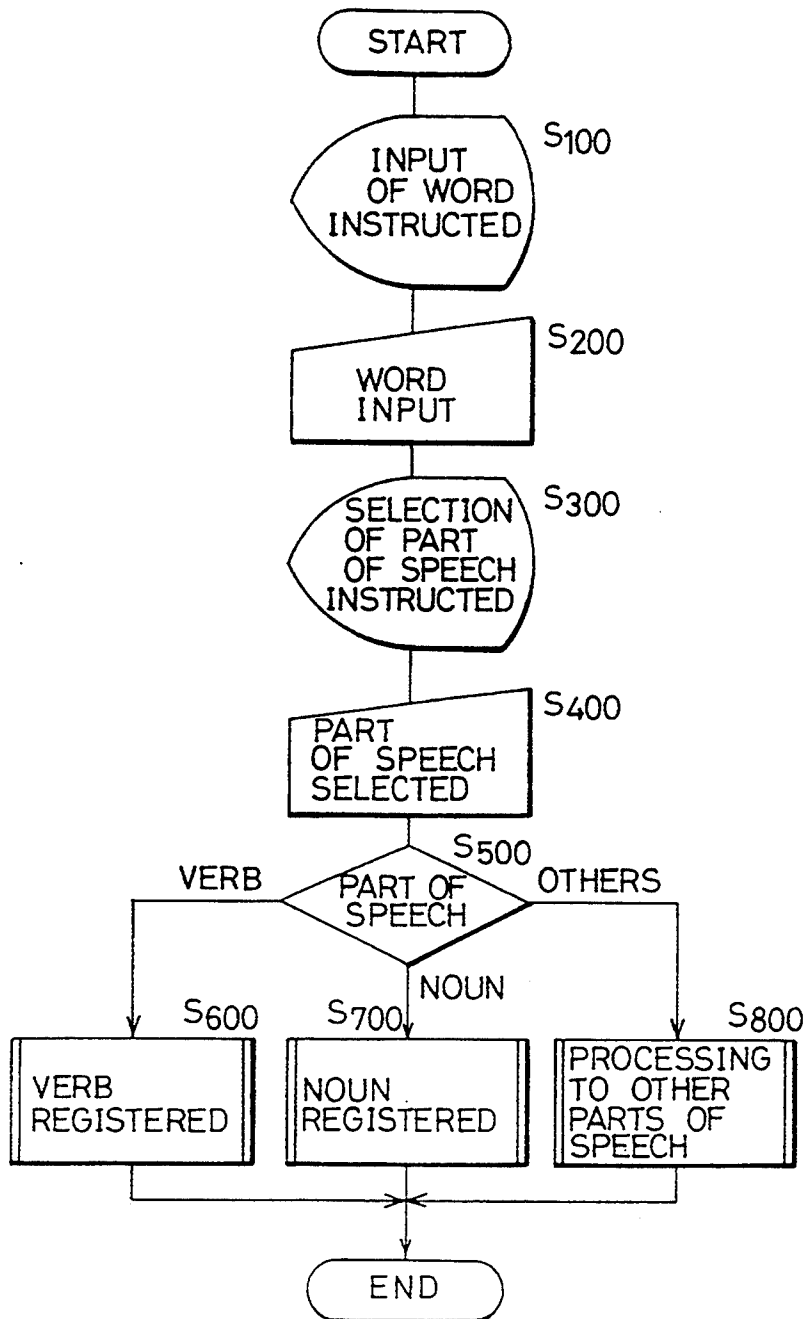 START
S100
INPUT
OF WORD
INSTRUCTED
S200
WORD
INPUT
S300
SELECTION
OF PART
OF SPEECH
INSTRUCTED
S400
PART
OF SPEECH
SELECTED
S500
VERB
PART OF
SPEECH
OTHERS
NOUN
S600
VERB
REGISTERED
S700
NOUN
REGISTERED
S800
PROCESSING
TO OTHER
PARTS OF
SPEECH
END